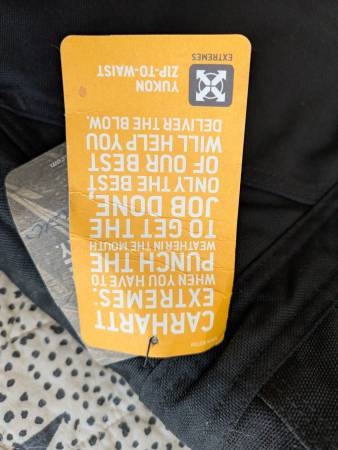 CARHARTT
EXTREMES:
WHEN YOU HAVE TO
PUNCH THE
WEATHER IN THE MOUTH
TO GET THE
JOB DONE,
ONLY THE BEST
OF OUR BEST
WILL HELP YOU
DELIVER THE BLOW.
YUKON
ZIP-TO-WAIST
EXTREMES